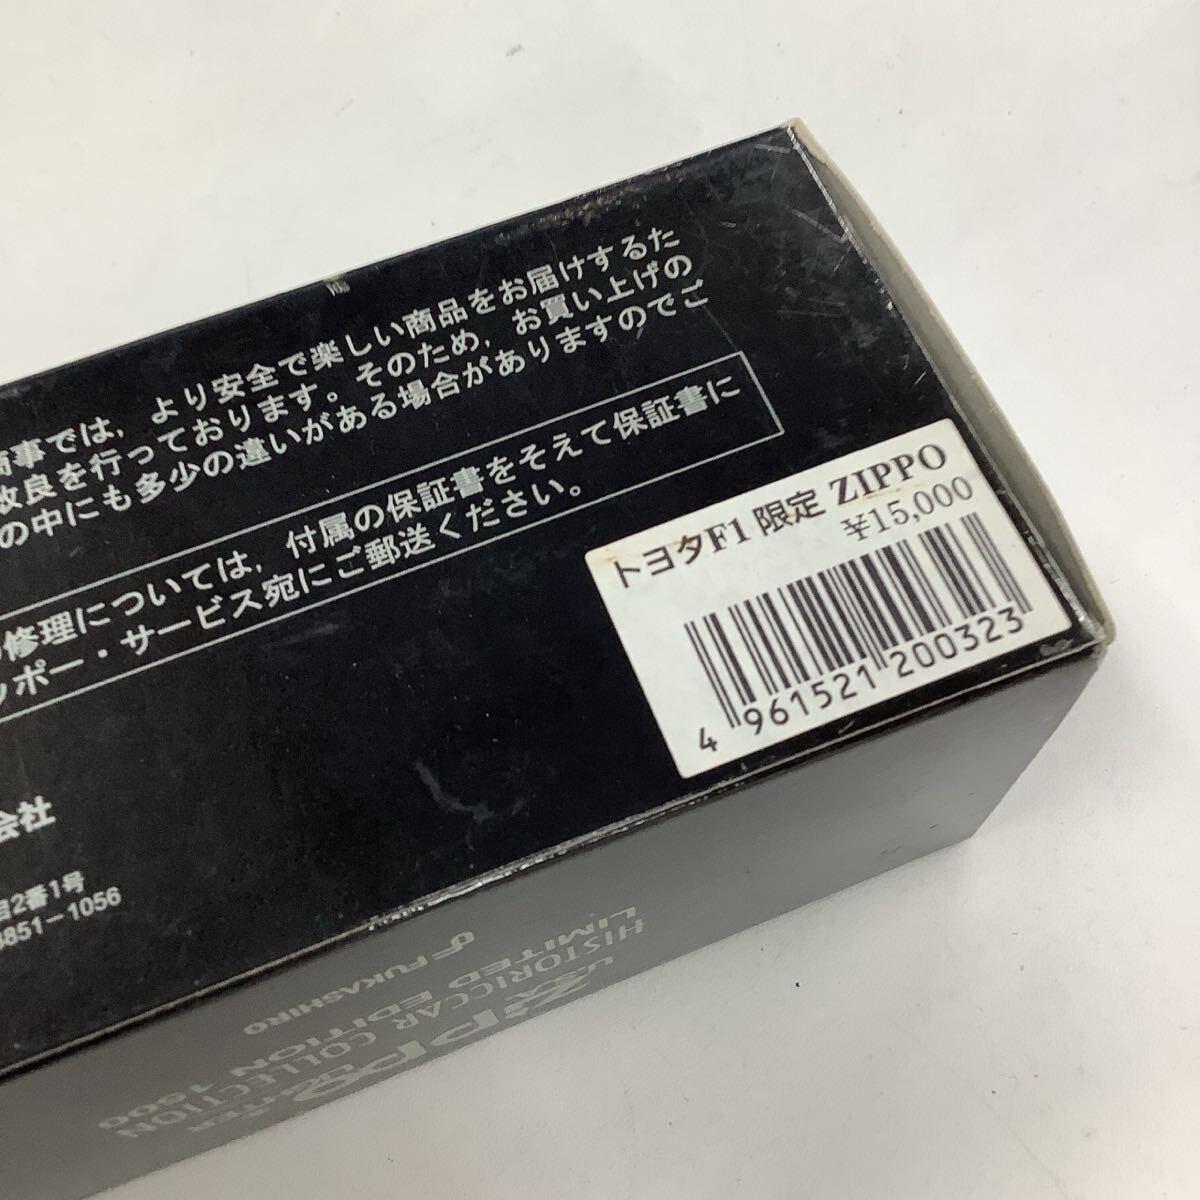 商事では，より安全で楽しい商品をお届けするた
改良を行っております。そのため，お買い上げの
の中にも多少の違いがある場合がありますのでご
修理については，付属の保証書をそえて保証書に
ッポー・サービス宛にご郵送ください。
会社
目2番1号
3851-1056
トヨタF1 限定 ZIPPO
¥15,000
4 961521 200323
FUKASHIRO
LIMITED EDITION 1500
HISTORICCAR COLLECTION